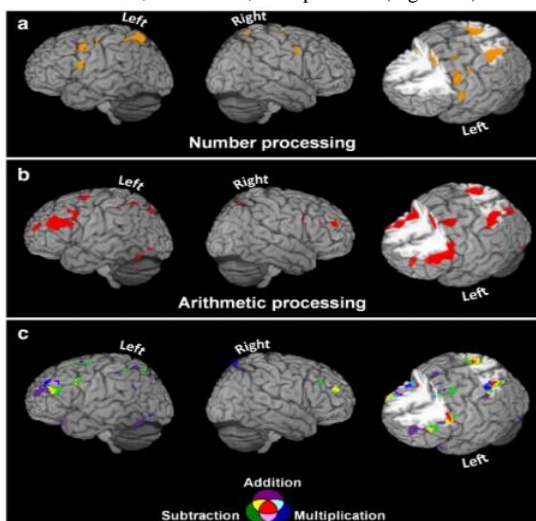 a
Left
Right
Left
Number processing
b
Left
Right
Left
Arithmetic processing
c
Left
Right
Left
Addition
Subtraction
Multiplication